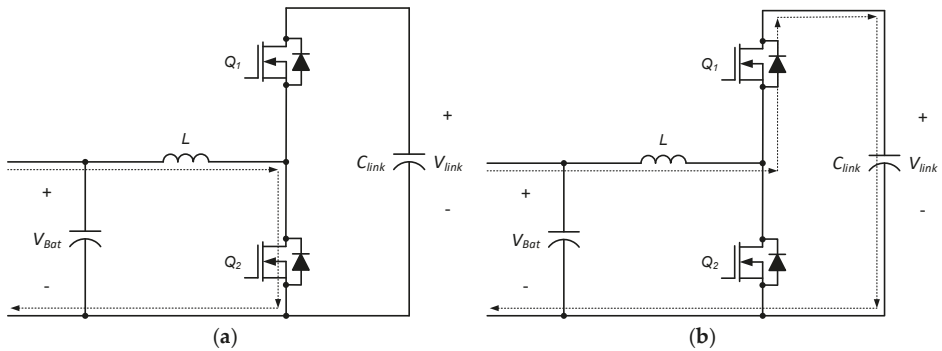 Q1
L
+
Clink
Vlink
+
VBat
-
Q2
-
(a)
Q1
L
+
Clink
Vlink
+
VBat
-
Q2
-
(b)